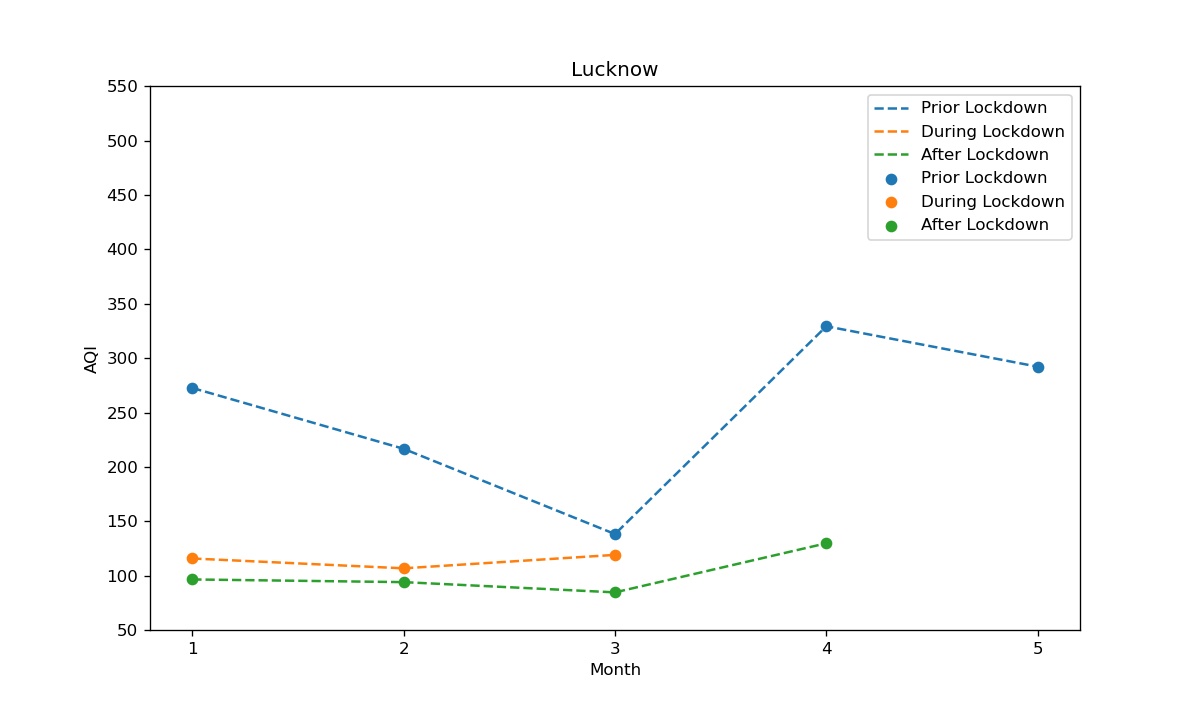 Lucknow
550
500
450
400
350
300
250
200
150
100
50
AQI
Prior Lockdown
During Lockdown
After Lockdown
Prior Lockdown
During Lockdown
After Lockdown
1 2 3 4 5
Month